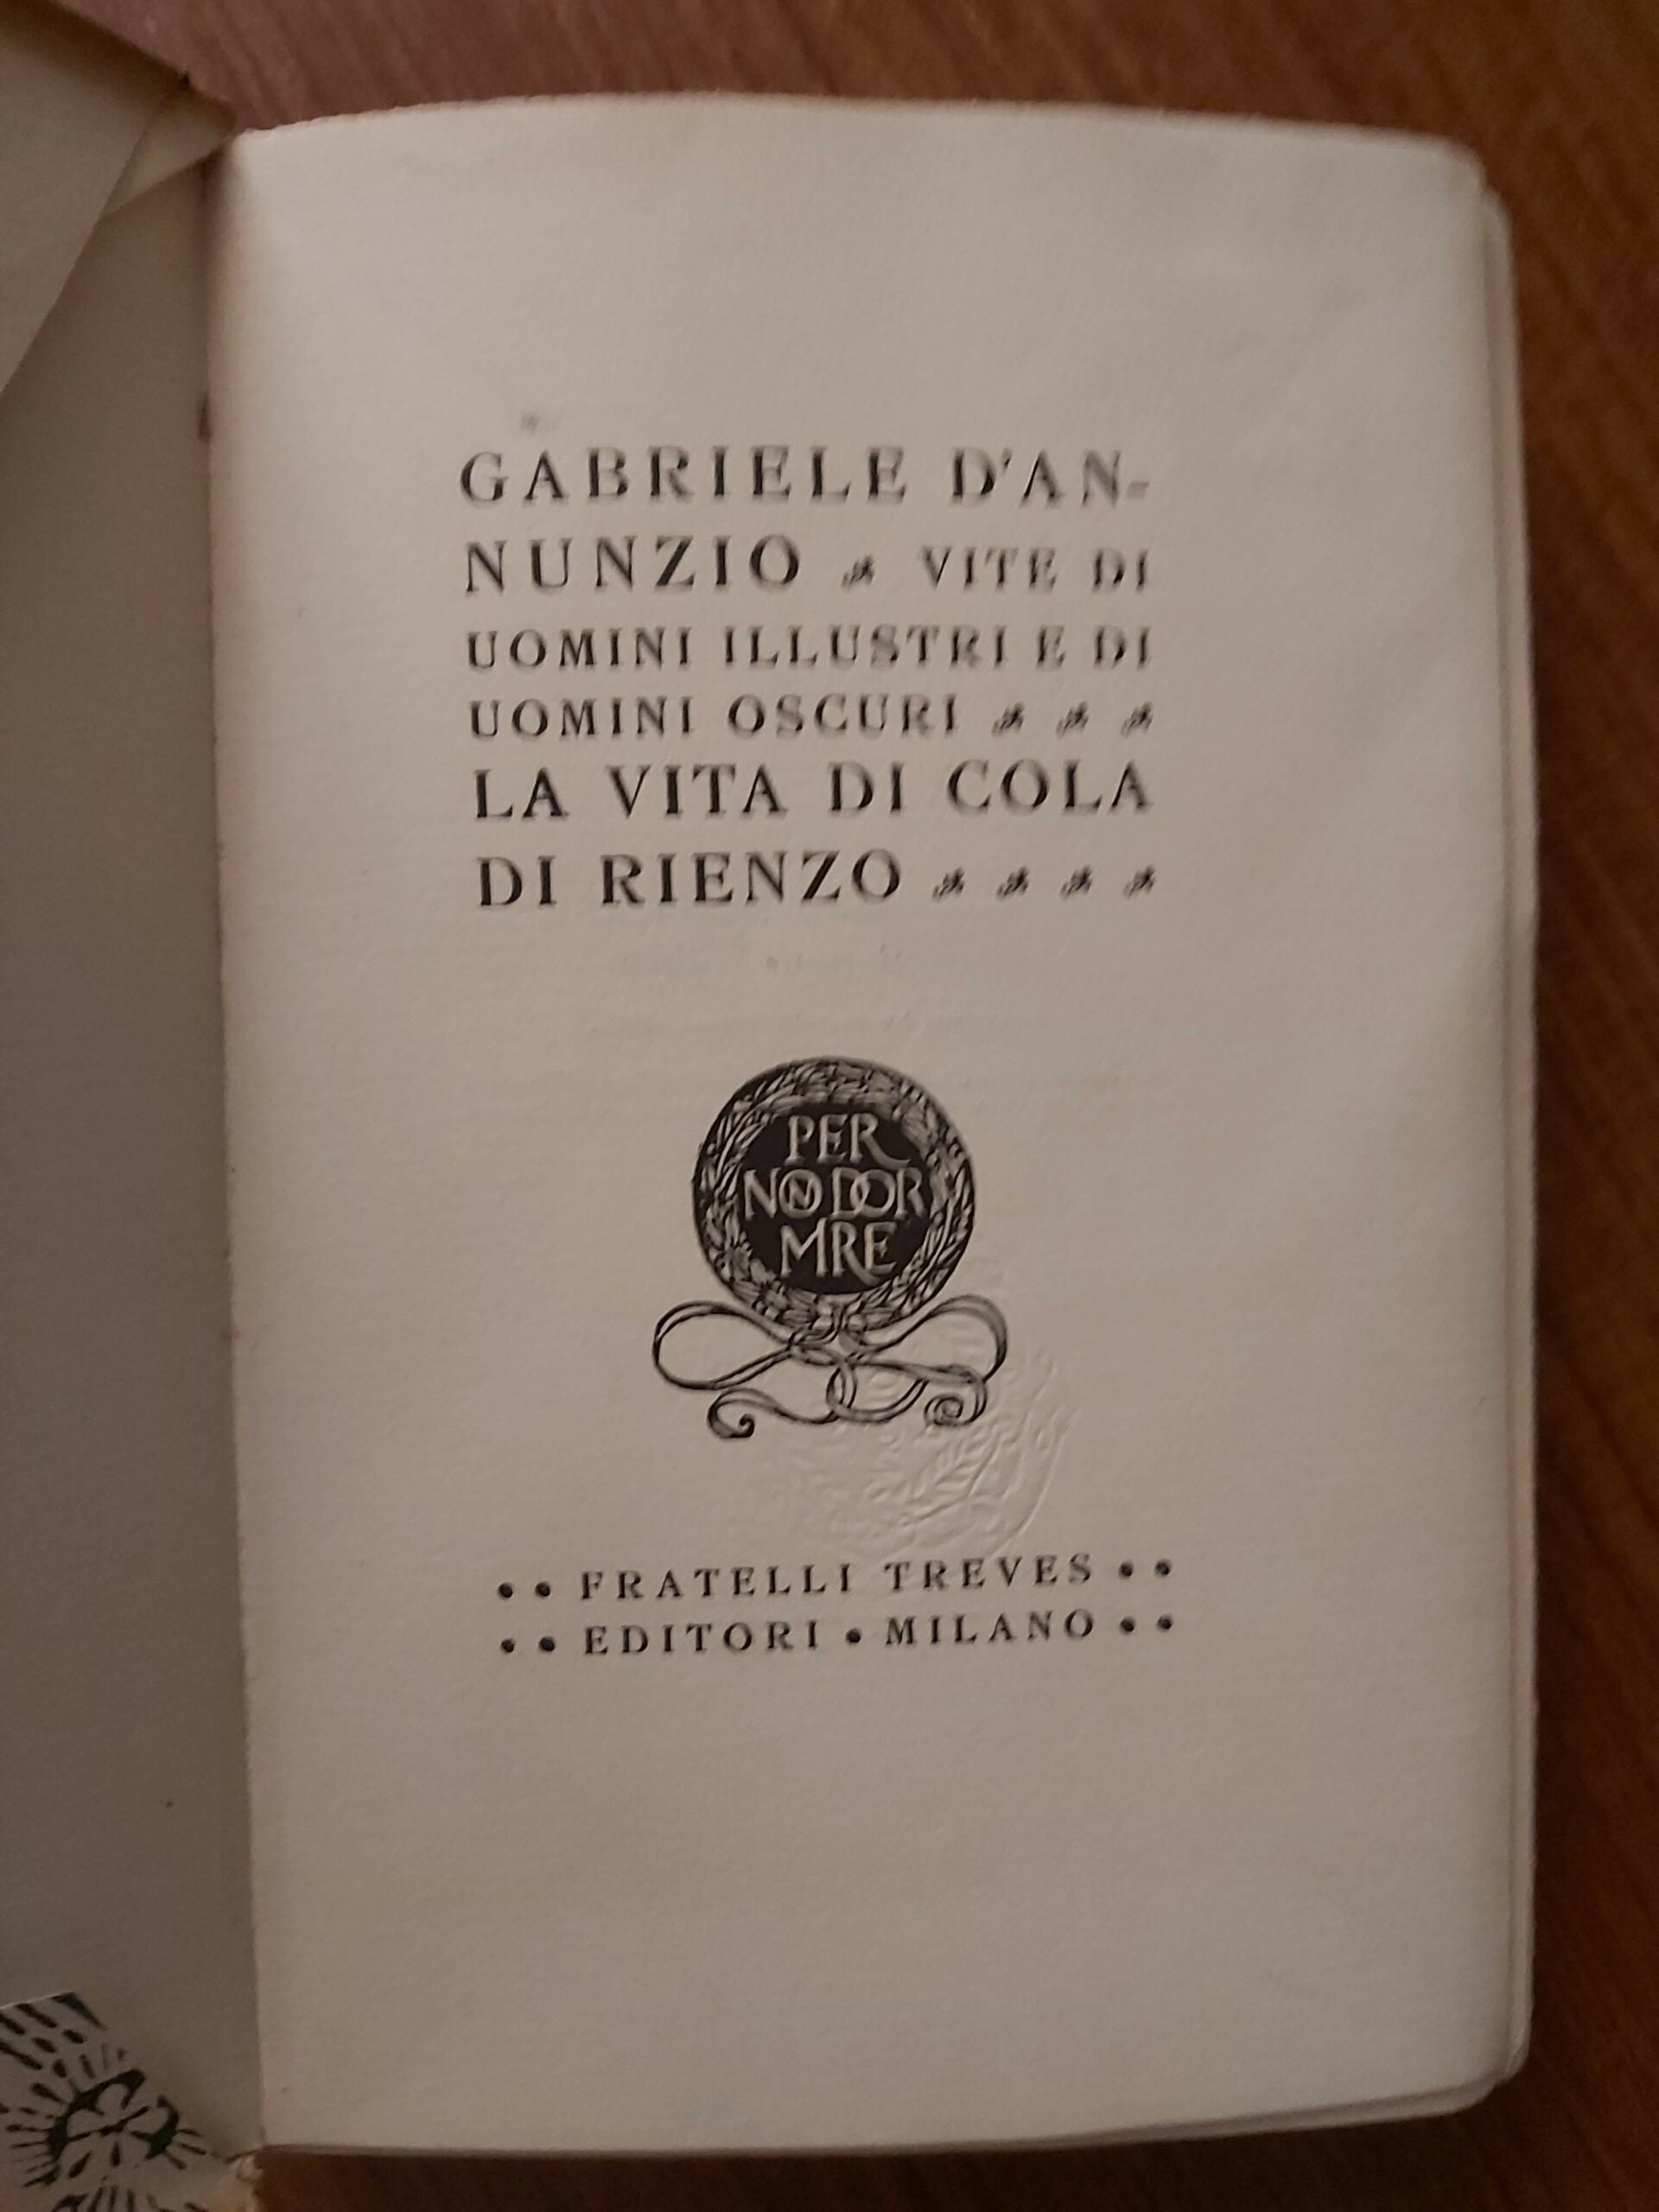 GABRIELE D'AN-
NUNZIO VITE DI
UOMINI ILLUSTRI E DI
UOMINI OSCURI
LA VITA DI COLA
DI RIENZO
PER
NON DOR
MRE
•• FRATELLI TREVES ••
•• EDITORI • MILANO ••